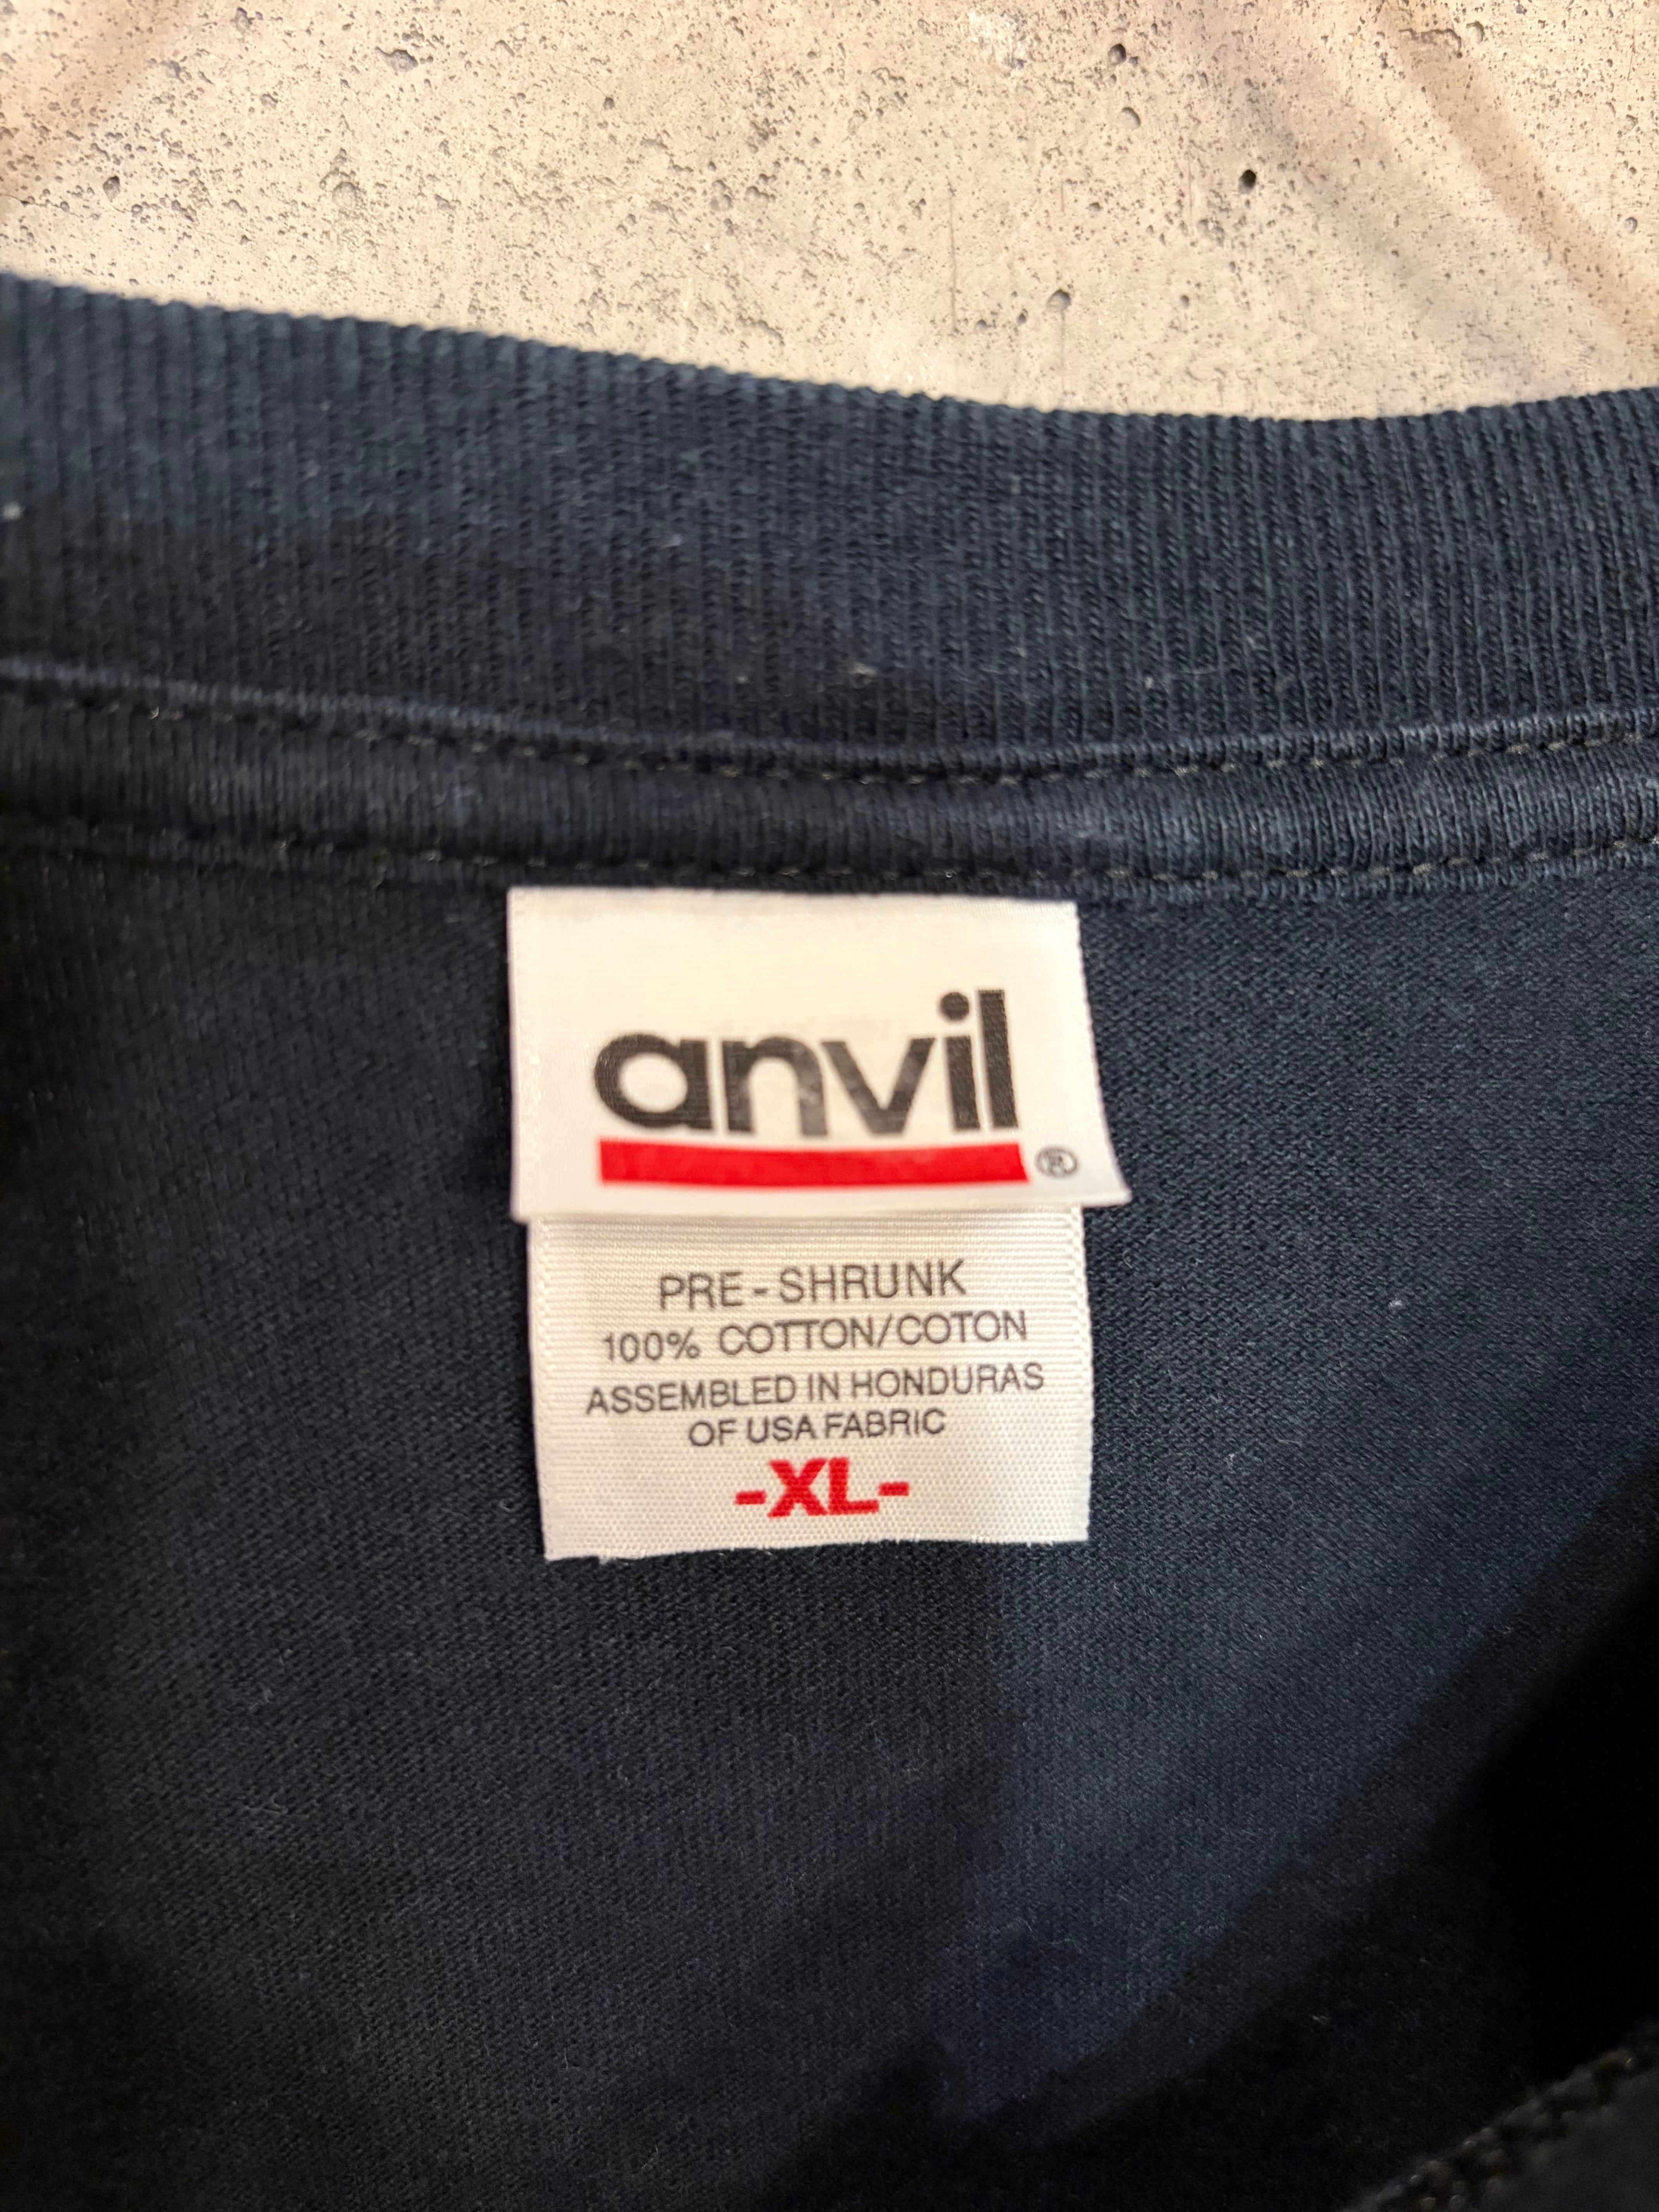 anvil®
PRE-SHRUNK
100% COTTON/COTON
ASSEMBLED IN HONDURAS
OF USA FABRIC
-XL-